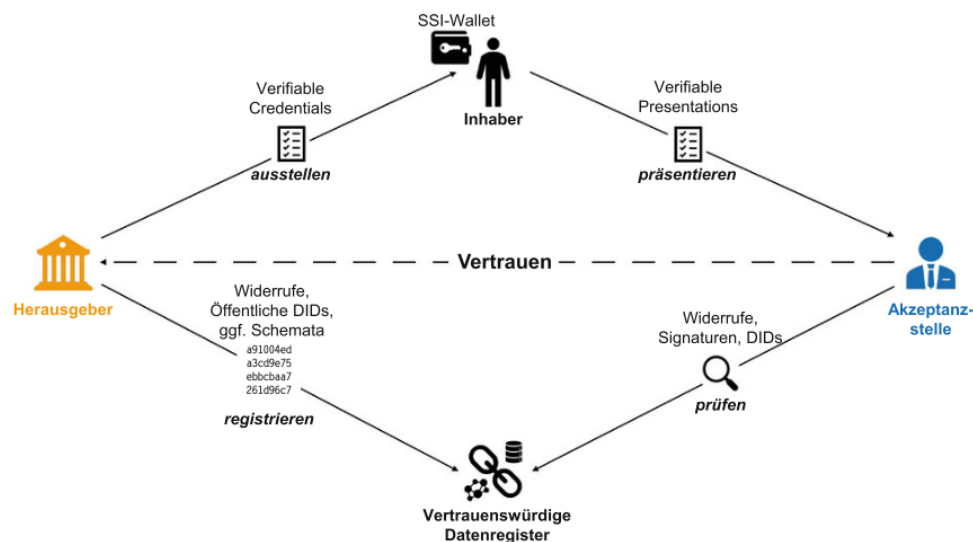 SSI-Wallet
Inhaber
Verifiable
Credentials
ausstellen
Verifiable
Presentations
präsentieren
Vertrauen
Herausgeber
Akzeptanz-
stelle
Widerrufe,
Öffentliche DIDs,
ggf. Schemata
a91004ed
a3cd9e75
ebbcbaa7
261d96c7
registrieren
Widerrufe,
Signaturen, DIDs
prüfen
Vertrauenswürdige
Datenregister